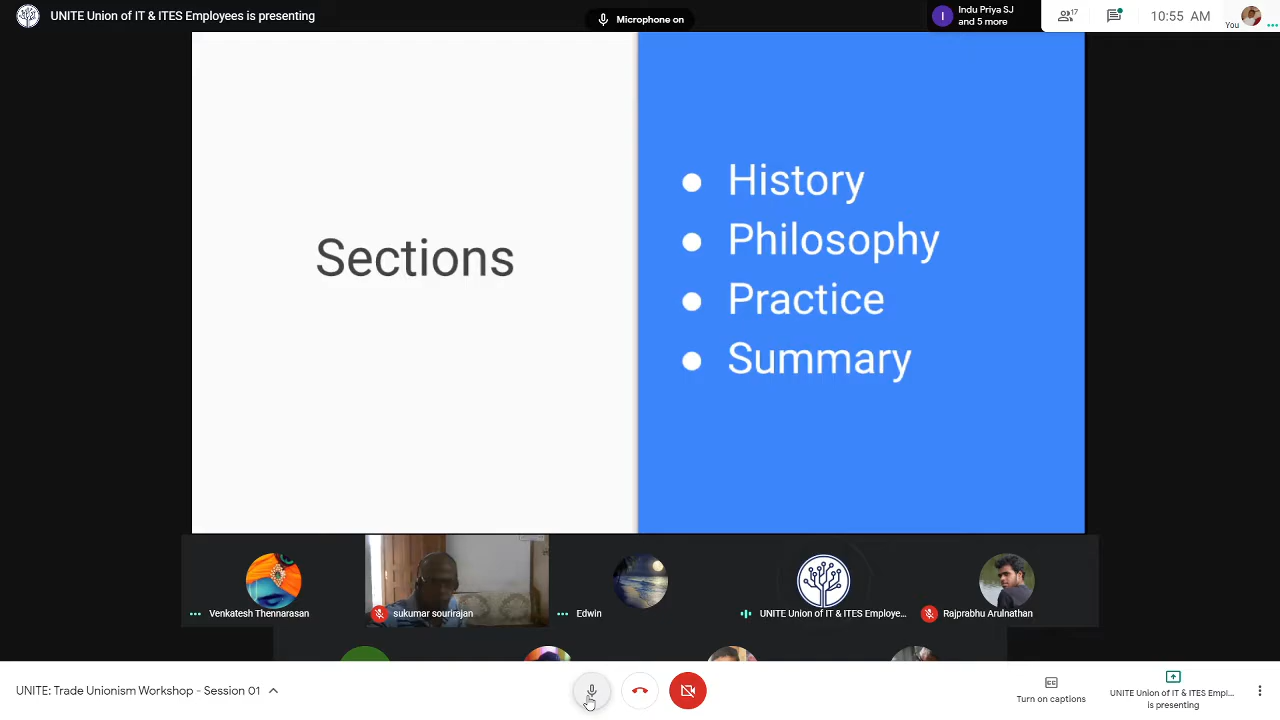 UNITE Union of IT & ITES Employees is presenting
Microphone on
I
Indu Priya SJ
and 5 more
17
10:55 AM
You
Sections
History
Philosophy
Practice
Summary
Venkatesh Thennarasan
sukumar sourirajan
Edwin
UNITE Union of IT & ITES Employe...
Rajprabhu Arulnathan
UNITE: Trade Unionism Workshop - Session 01
CC
Turn on captions
UNITE Union of IT & ITES Empl...
is presenting